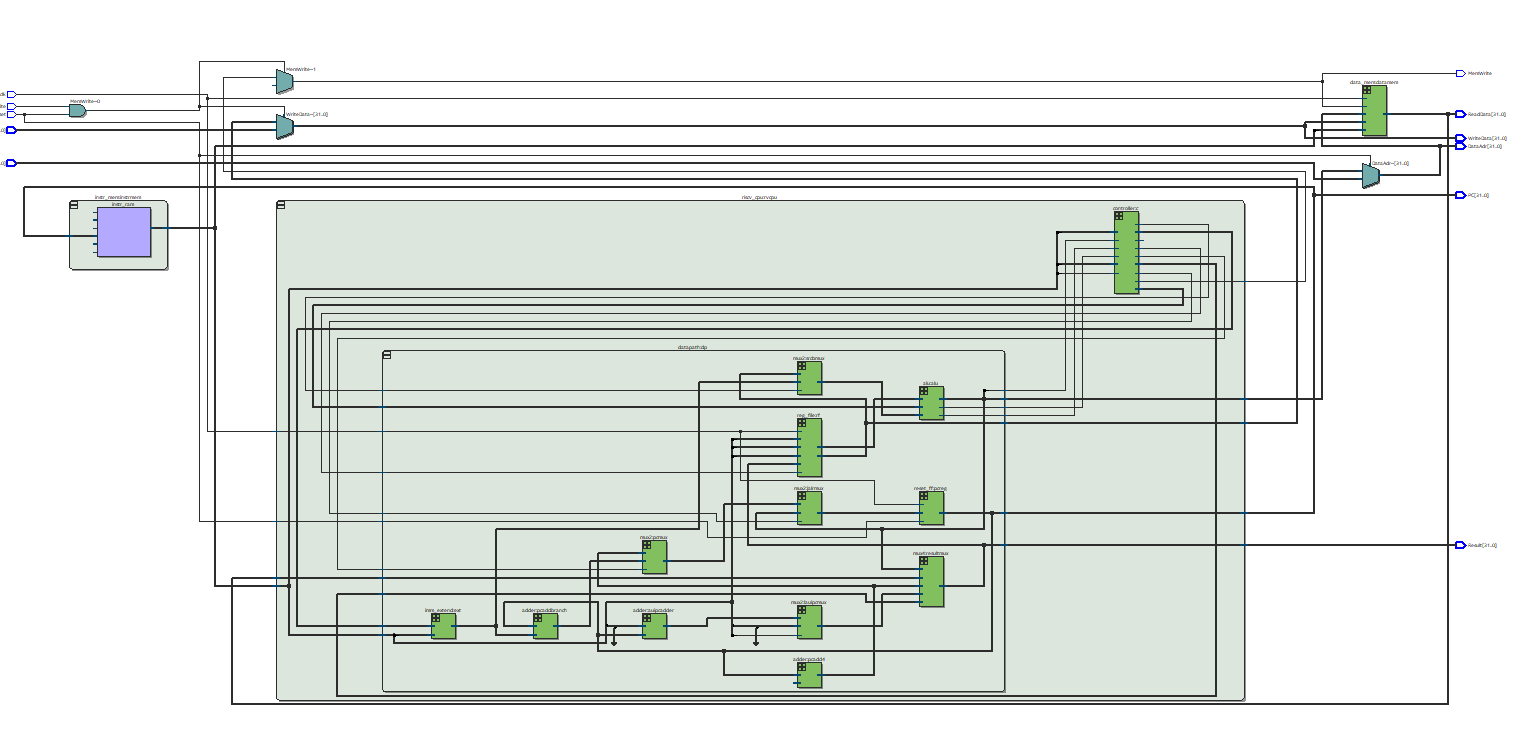 MemWrite~1
MemWrite
data_mem:datamem
MemWrite~0
WriteData~[31..0]
ReadData[31..0]
WriteData[31..0]
DataAdr[31..0]
DataAdr~[31..0]
PC[31..0]
instr_mem:instrmem
instr_ram
riscv_cpu:rvcpu
controller:c
datapath:dp
mux2:srcbmux
alu:alu
reg_file:rf
mux2:jalrmux
reset_ff:pcreg
mux2:pcmux
Result[31..0]
mux4:resultmux
imm_extend:ext
adder:pcaddbranch
adder:auipcadder
mux2:lauipcmux
adder:pcadd4